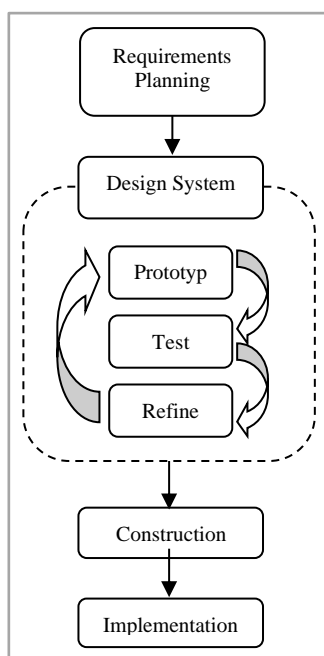 Requirements
Planning
Design System
Prototyp
Test
Refine
Construction
Implementation